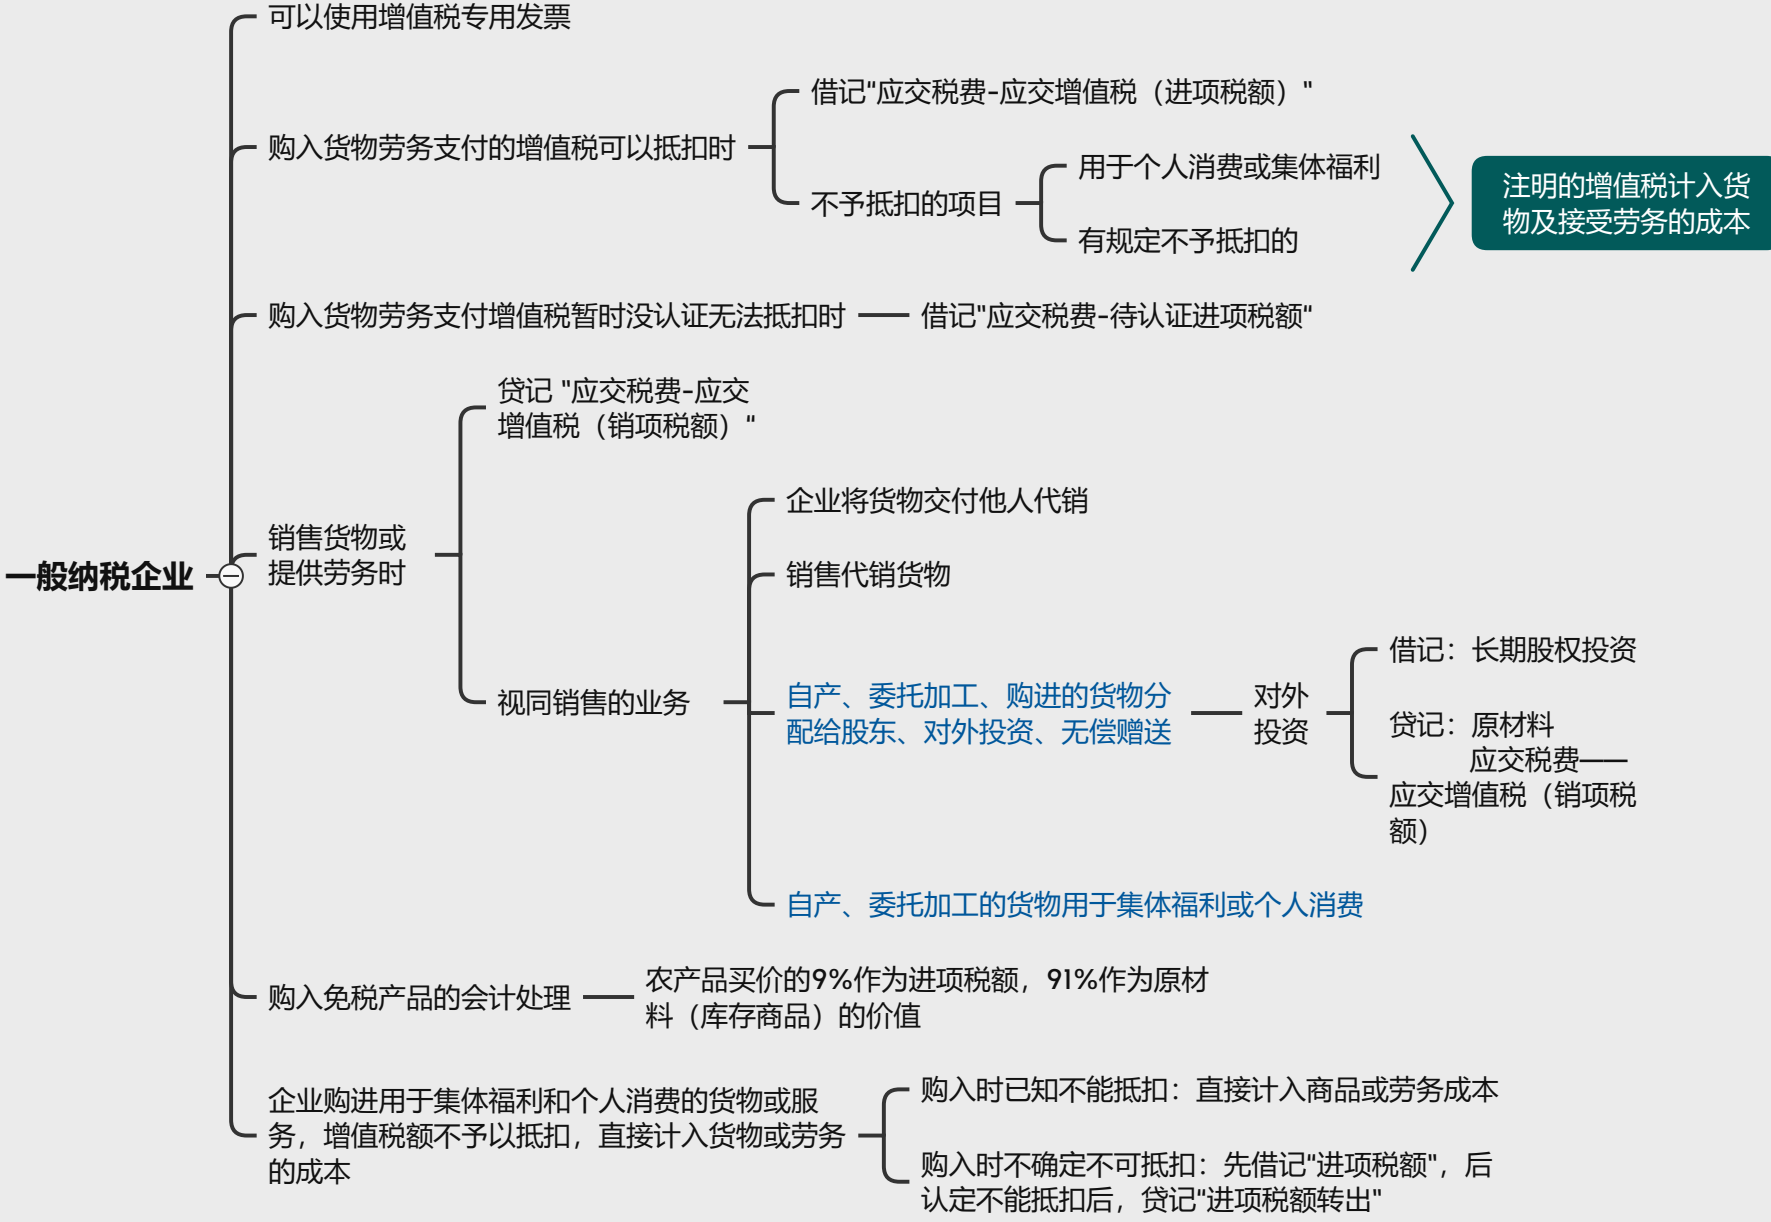 可以使用增值税专用发票
借记"应交税费-应交增值税（进项税额）"
购入货物劳务支付的增值税可以抵扣时
不予抵扣的项目
用于个人消费或集体福利
有规定不予抵扣的
注明的增值税计入货
物及接受劳务的成本
购入货物劳务支付增值税暂时没认证无法抵扣时
借记"应交税费-待认证进项税额"
一般纳税企业
销售货物或
提供劳务时
贷记 "应交税费-应交
增值税（销项税额）"
视同销售的业务
企业将货物交付他人代销
销售代销货物
自产、委托加工、购进的货物分
配给股东、对外投资、无偿赠送
对外
投资
借记：长期股权投资
贷记：原材料
应交税费——
应交增值税（销项税
额）
自产、委托加工的货物用于集体福利或个人消费
购入免税产品的会计处理
农产品买价的9%作为进项税额，91%作为原材
料（库存商品）的价值
企业购进用于集体福利和个人消费的货物或服
务，增值税额不予以抵扣，直接计入货物或劳务
的成本
购入时已知不能抵扣：直接计入商品或劳务成本
购入时不确定不可抵扣：先借记"进项税额"，后
认定不能抵扣后，贷记"进项税额转出"